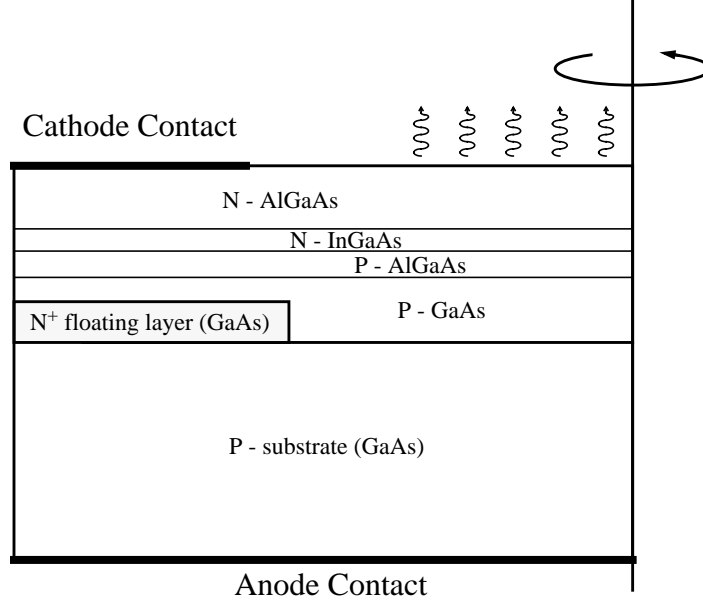 Cathode Contact
N - AlGaAs
N - InGaAs
P - AlGaAs
P - GaAs
N+ floating layer (GaAs)
P - substrate (GaAs)
Anode Contact